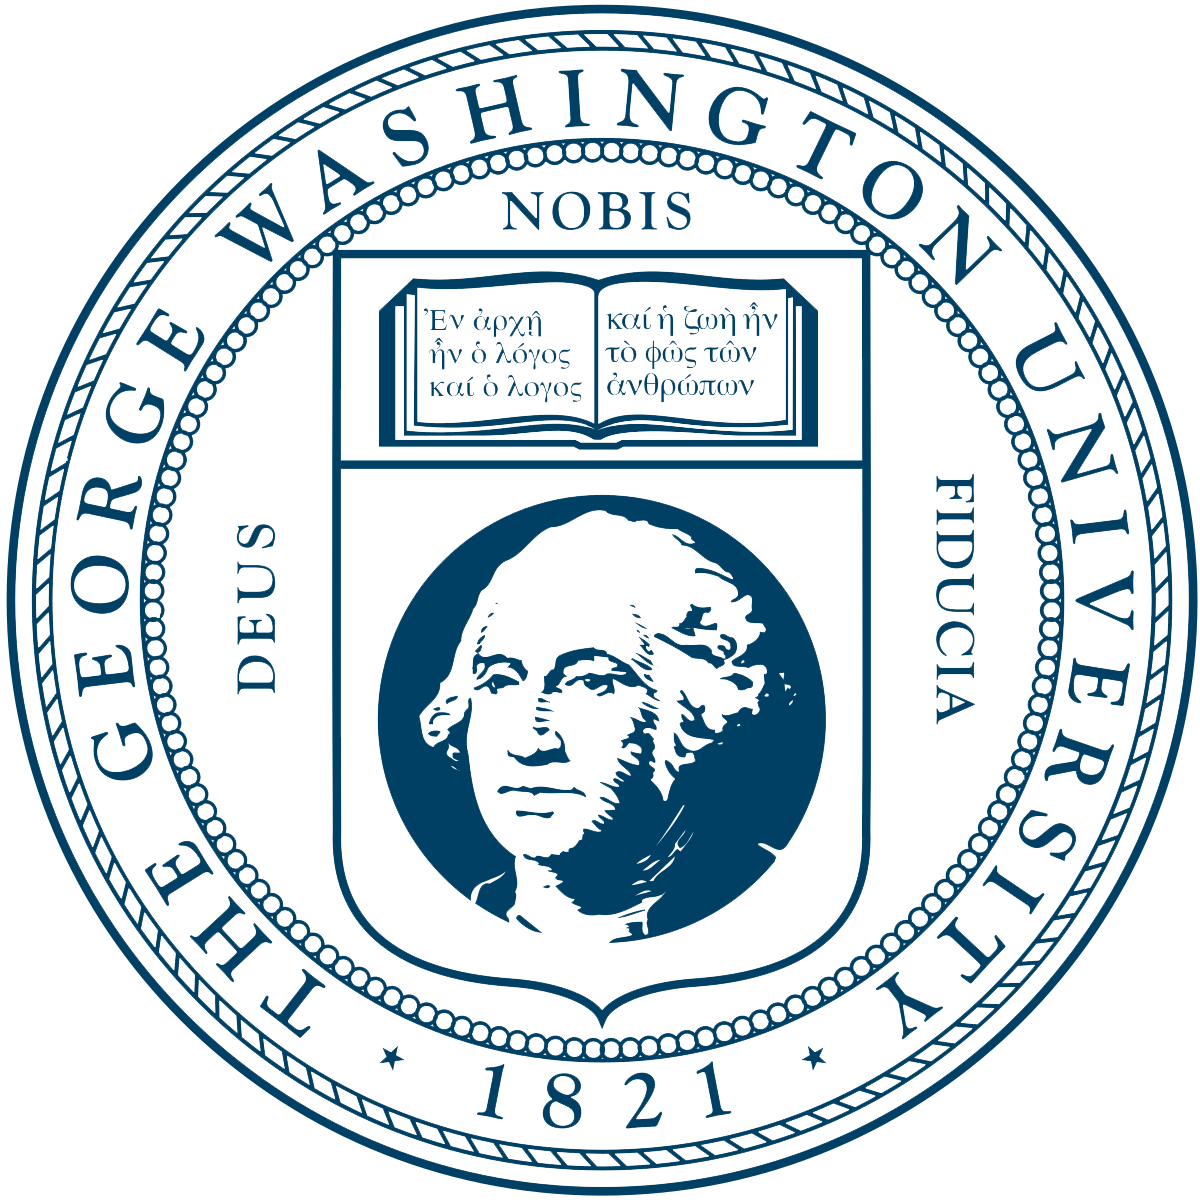 THE GEORGE WASHINGTON UNIVERSITY
DEUS
NOBIS
FIDUCIA
Ἐν ἀρχῇ
ἦν ὁ λόγος
καί ὁ λογος
καί ἡ ζωὴ ἦν
τὸ φῶς τῶν
ἀνθρώπων
1821